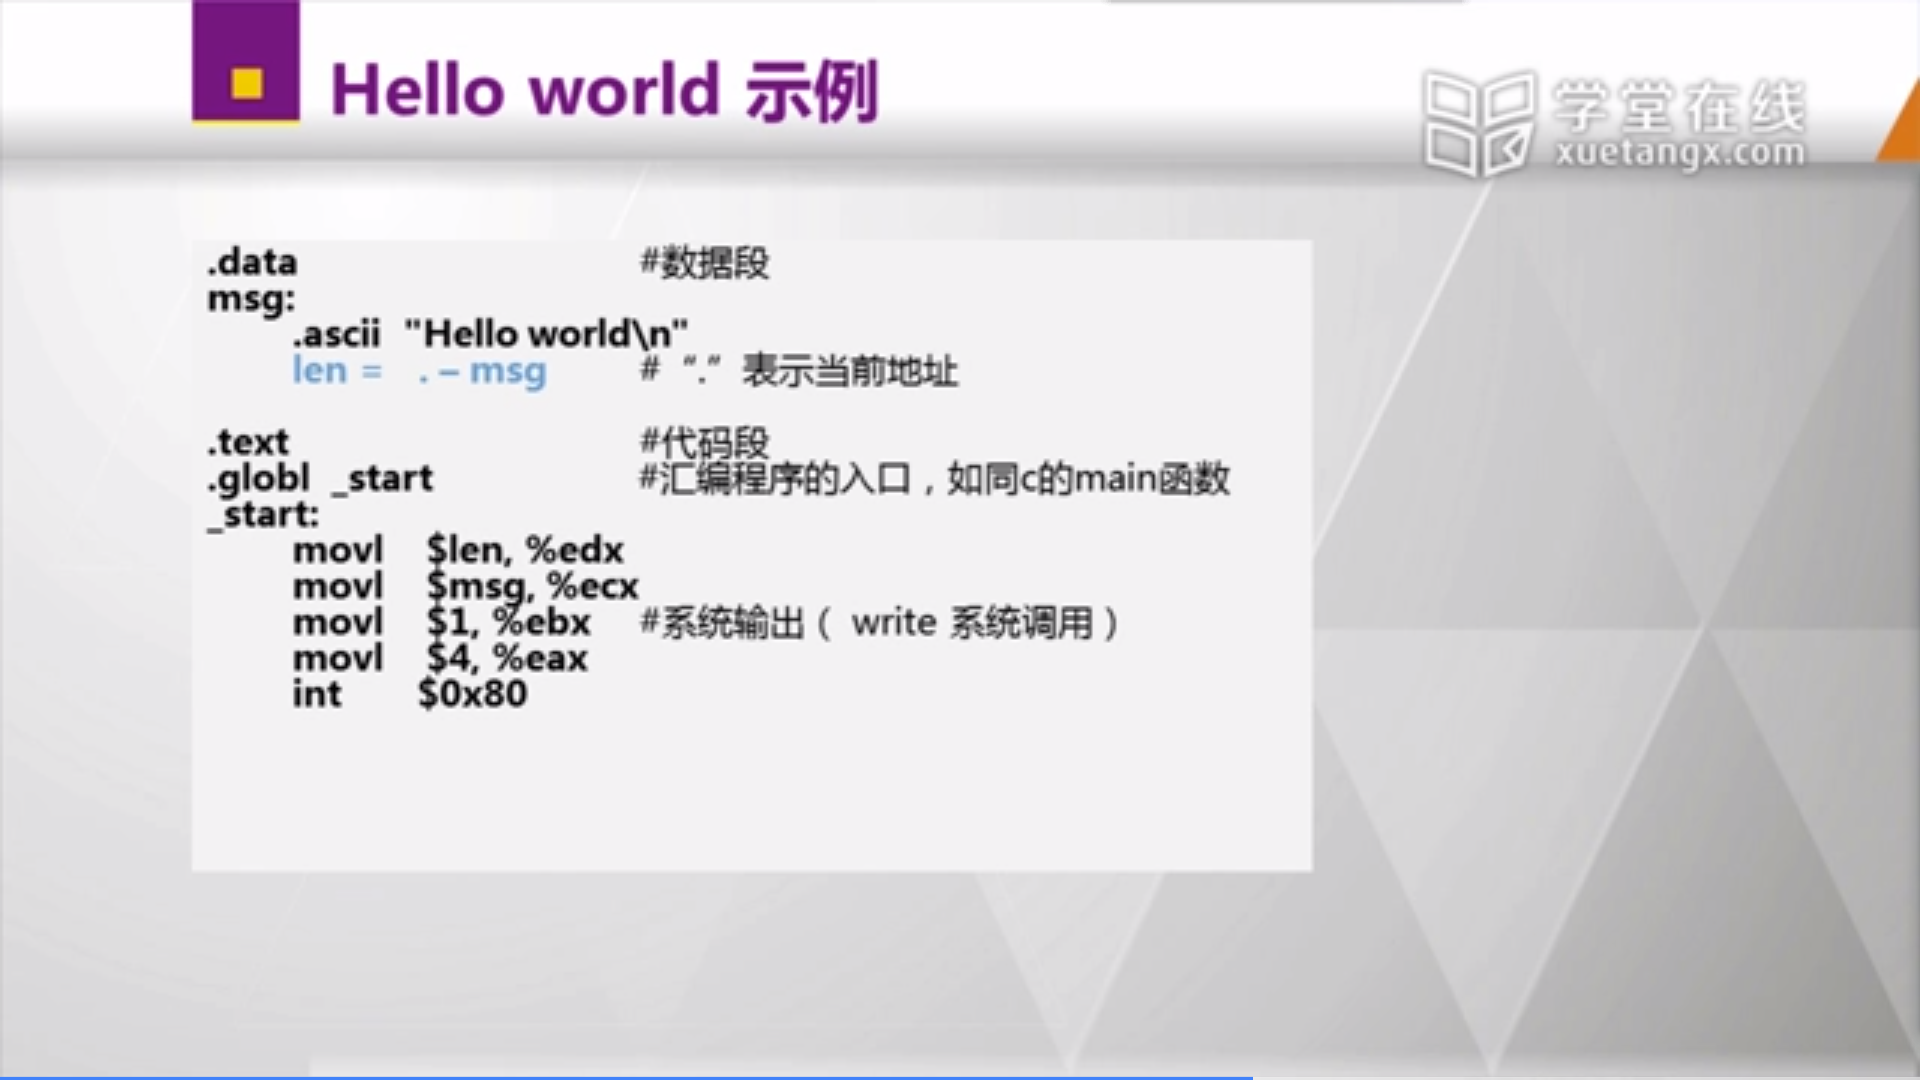 Hello world 示例
学堂在线
xuetangx.com
.data #数据段
msg:
.ascii "Hello world\n"
len = . – msg # “.” 表示当前地址
.text #代码段
.globl _start #汇编程序的入口，如同c的main函数
_start:
movl $len, %edx
movl $msg, %ecx
movl $1, %ebx #系统输出（ write 系统调用）
movl $4, %eax
int $0x80